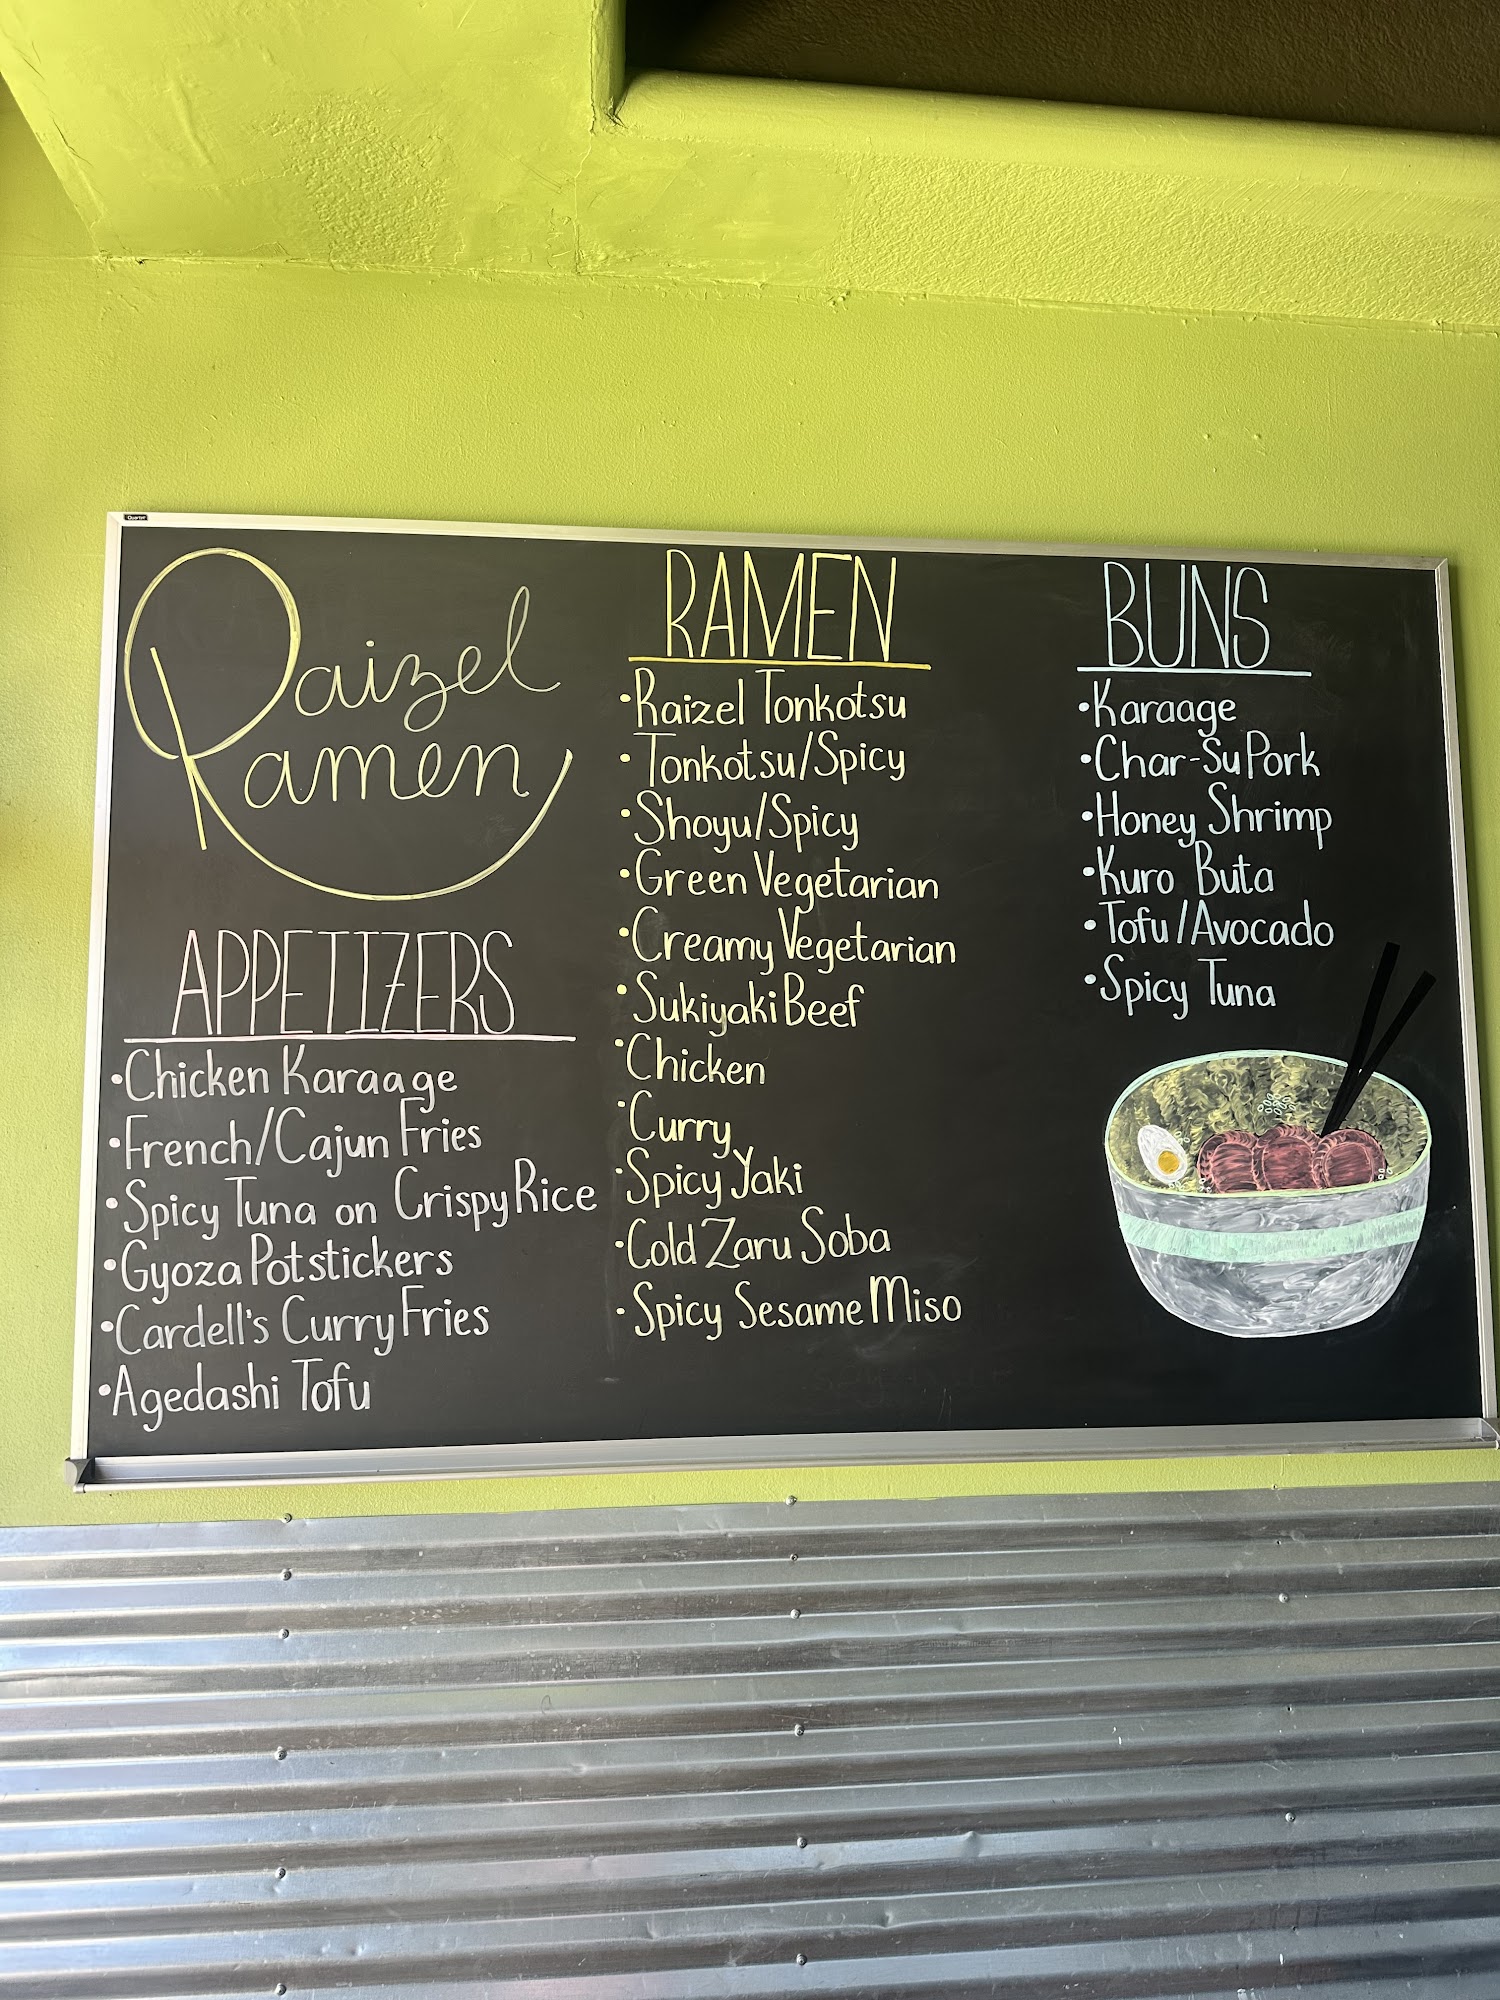 Quartet
Raizel
Ramen
APPETIZERS
•Chicken Karaage
•French/Cajun Fries
•Spicy Tuna on Crispy Rice
•Gyoza Potstickers
•Cardell's Curry Fries
•Agedashi Tofu
RAMEN
•Raizel Tonkotsu
•Tonkotsu/Spicy
•Shoyu/Spicy
•Green Vegetarian
•Creamy Vegetarian
•Sukiyaki Beef
•Chicken
•Curry
•Spicy Yaki
•Cold Zaru Soba
•Spicy Sesame Miso
BUNS
•Karaage
•Char-Su Pork
•Honey Shrimp
•Kuro Buta
•Tofu/Avocado
•Spicy Tuna